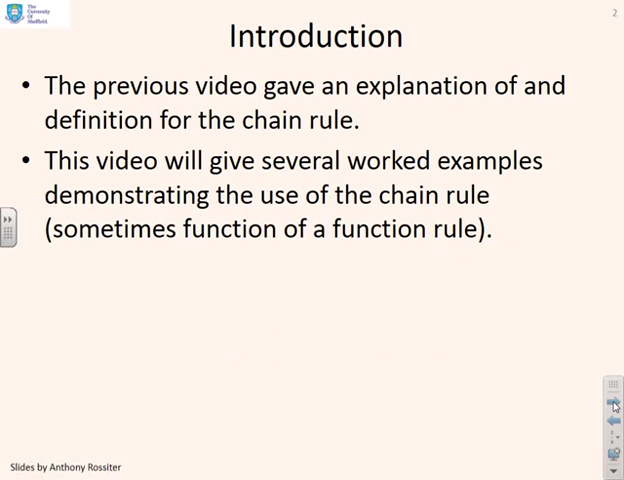 The
University
Of
Sheffield.
2
Introduction
• The previous video gave an explanation of and
definition for the chain rule.
• This video will give several worked examples
demonstrating the use of the chain rule
(sometimes function of a function rule).
Slides by Anthony Rossiter